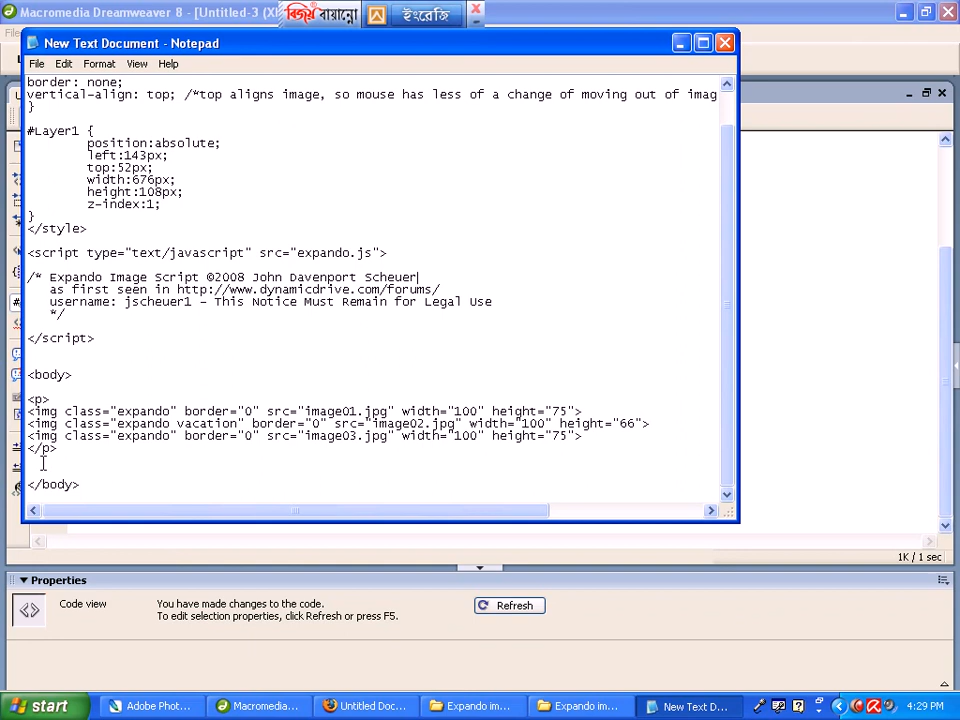 Macromedia Dreamweaver 8 - [Untitled-3 (X
বিজয় বায়ান্নো
ইংরেজি
New Text Document - Notepad
File Edit Format View Help
border: none;
vertical-align: top; /*top aligns image, so mouse has less of a change of moving out of imag
}
#Layer1 {
position:absolute;
left:143px;
top:52px;
width:676px;
height:108px;
z-index:1;
}
</style>
<script type="text/javascript" src="expando.js">
/* Expando Image Script ©2008 John Davenport Scheuer
as first seen in http://www.dynamicdrive.com/forums/
username: jscheuer1 - This Notice Must Remain for Legal Use
*/
</script>
<body>
<p>
<img class="expando" border="0" src="image01.jpg" width="100" height="75">
<img class="expando vacation" border="0" src="image02.jpg" width="100" height="66">
<img class="expando" border="0" src="image03.jpg" width="100" height="75">
</p>
</body>
1K / 1 sec
Properties
Code view
You have made changes to the code.
To edit selection properties, click Refresh or press F5.
Refresh
start
Adobe Phot...
Macromedia...
Untitled Doc...
Expando im...
Expando im...
New Text D...
4:29 PM